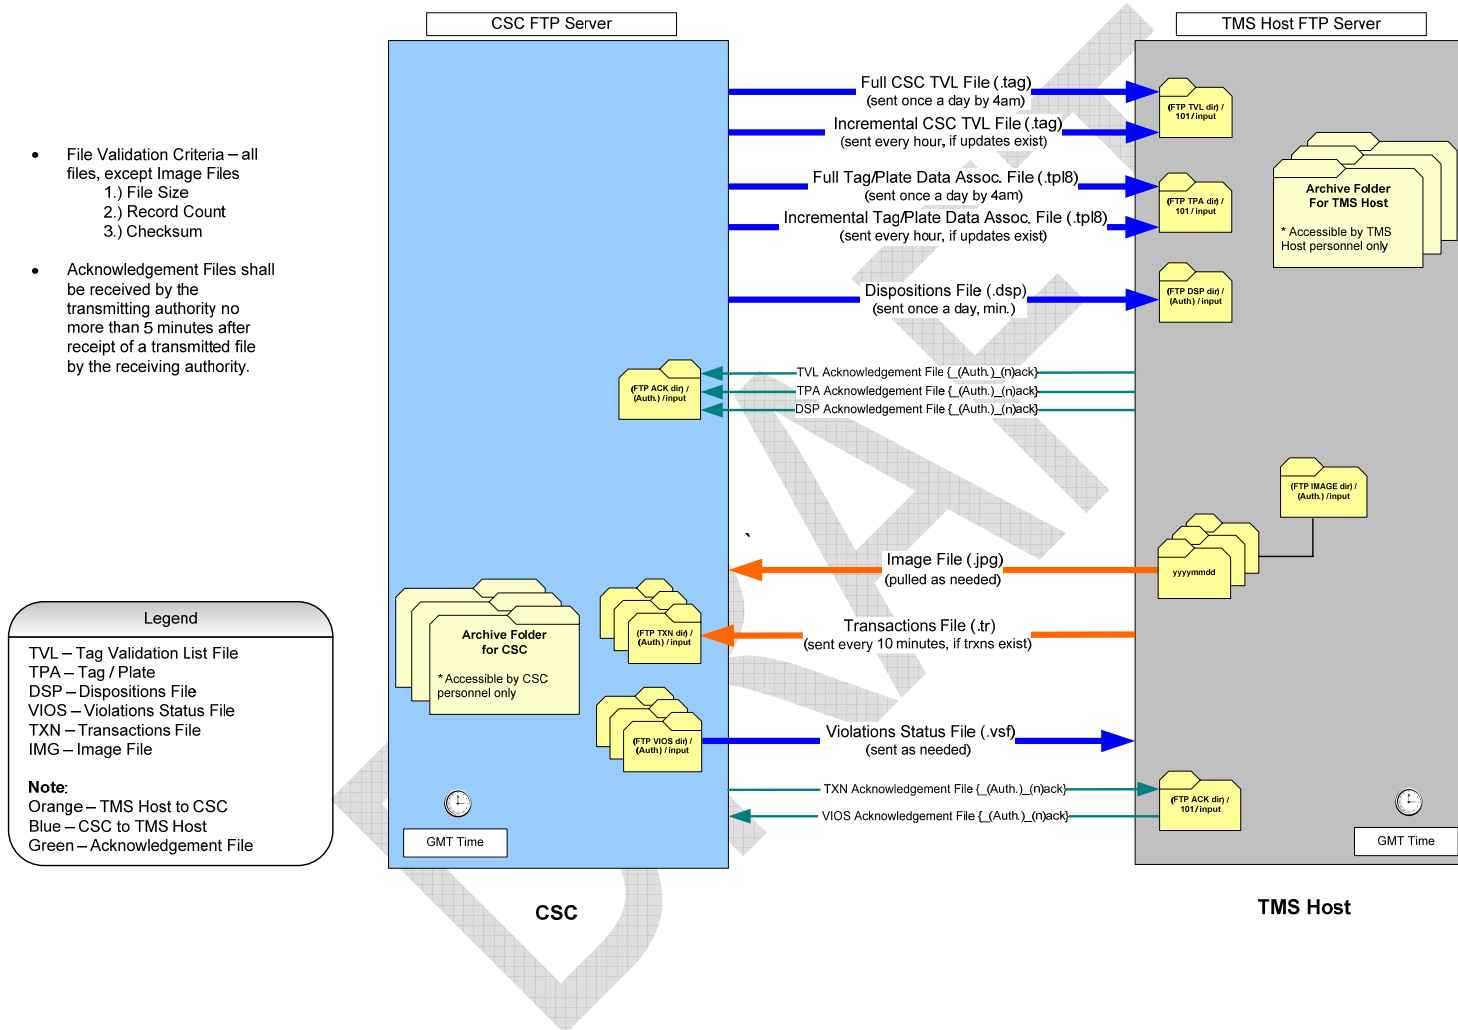 CSC FTP Server
TMS Host FTP Server
• File Validation Criteria – all
files, except Image Files
1.) File Size
2.) Record Count
3.) Checksum
• Acknowledgement Files shall
be received by the
transmitting authority no
more than 5 minutes after
receipt of a transmitted file
by the receiving authority.
Full CSC TVL File (.tag)
(sent once a day by 4am)
Incremental CSC TVL File (.tag)
(sent every hour, if updates exist)
(FTP TVL dir) /
101 / input
Full Tag/Plate Data Assoc. File (.tpl8)
(sent once a day by 4am)
Incremental Tag/Plate Data Assoc. File (.tpl8)
(sent every hour, if updates exist)
(FTP TPA dir) /
101 / input
Archive Folder
For TMS Host
* Accessible by TMS
Host personnel only
Dispositions File (.dsp)
(sent once a day, min.)
(FTP DSP dir) /
(Auth.) / input
(FTP ACK dir) /
(Auth.) / input
TVL Acknowledgement File {_(Auth.)_(n)ack}
TPA Acknowledgement File {_(Auth.)_(n)ack}
DSP Acknowledgement File {_(Auth.)_(n)ack}
(FTP IMAGE dir) /
(Auth.) / input
`
Image File (.jpg)
(pulled as needed)
yyyymmdd
Archive Folder
for CSC
* Accessible by CSC
personnel only
(FTP TXN dir) /
(Auth.) / input
Transactions File (.tr)
(sent every 10 minutes, if trxns exist)
(FTP VIOS dir) /
(Auth.) / input
Violations Status File (.vsf)
(sent as needed)
TXN Acknowledgement File {_(Auth.)_(n)ack}
VIOS Acknowledgement File {_(Auth.)_(n)ack}
(FTP ACK dir) /
101 / input
GMT Time
GMT Time
CSC
TMS Host
Legend
TVL – Tag Validation List File
TPA – Tag / Plate
DSP – Dispositions File
VIOS – Violations Status File
TXN – Transactions File
IMG – Image File
Note:
Orange – TMS Host to CSC
Blue – CSC to TMS Host
Green – Acknowledgement File
DRAFT